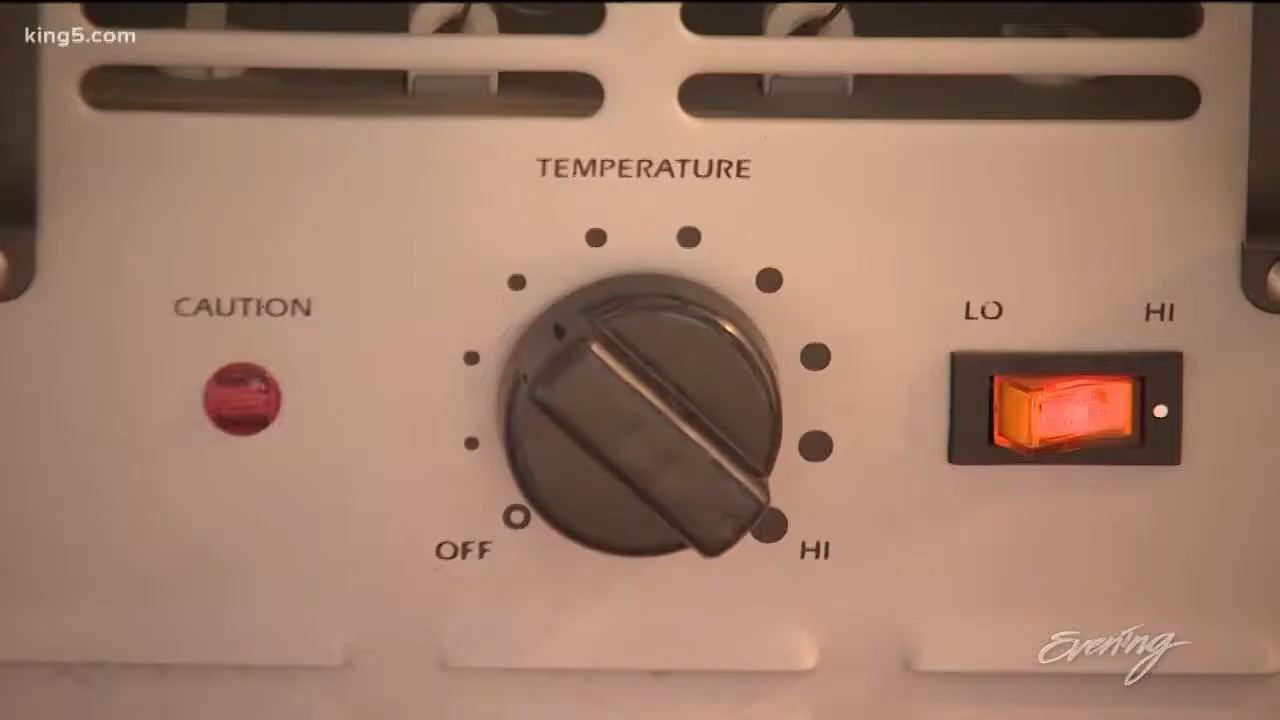 king5.com
TEMPERATURE
CAUTION
LO HI
OFF HI
Evening